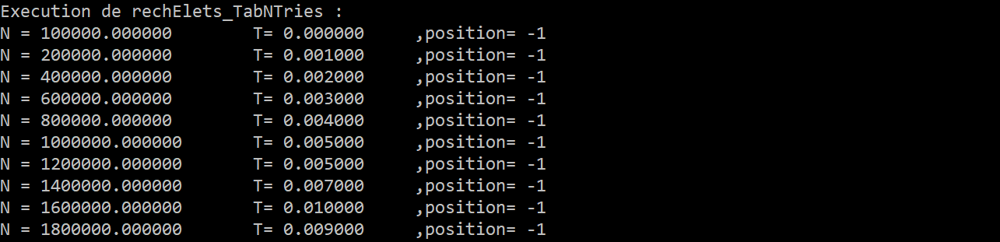 Execution de rechElets_TabNTries :
N = 100000.000000 T= 0.000000 ,position= -1
N = 200000.000000 T= 0.001000 ,position= -1
N = 400000.000000 T= 0.002000 ,position= -1
N = 600000.000000 T= 0.003000 ,position= -1
N = 800000.000000 T= 0.004000 ,position= -1
N = 1000000.000000 T= 0.005000 ,position= -1
N = 1200000.000000 T= 0.005000 ,position= -1
N = 1400000.000000 T= 0.007000 ,position= -1
N = 1600000.000000 T= 0.010000 ,position= -1
N = 1800000.000000 T= 0.009000 ,position= -1